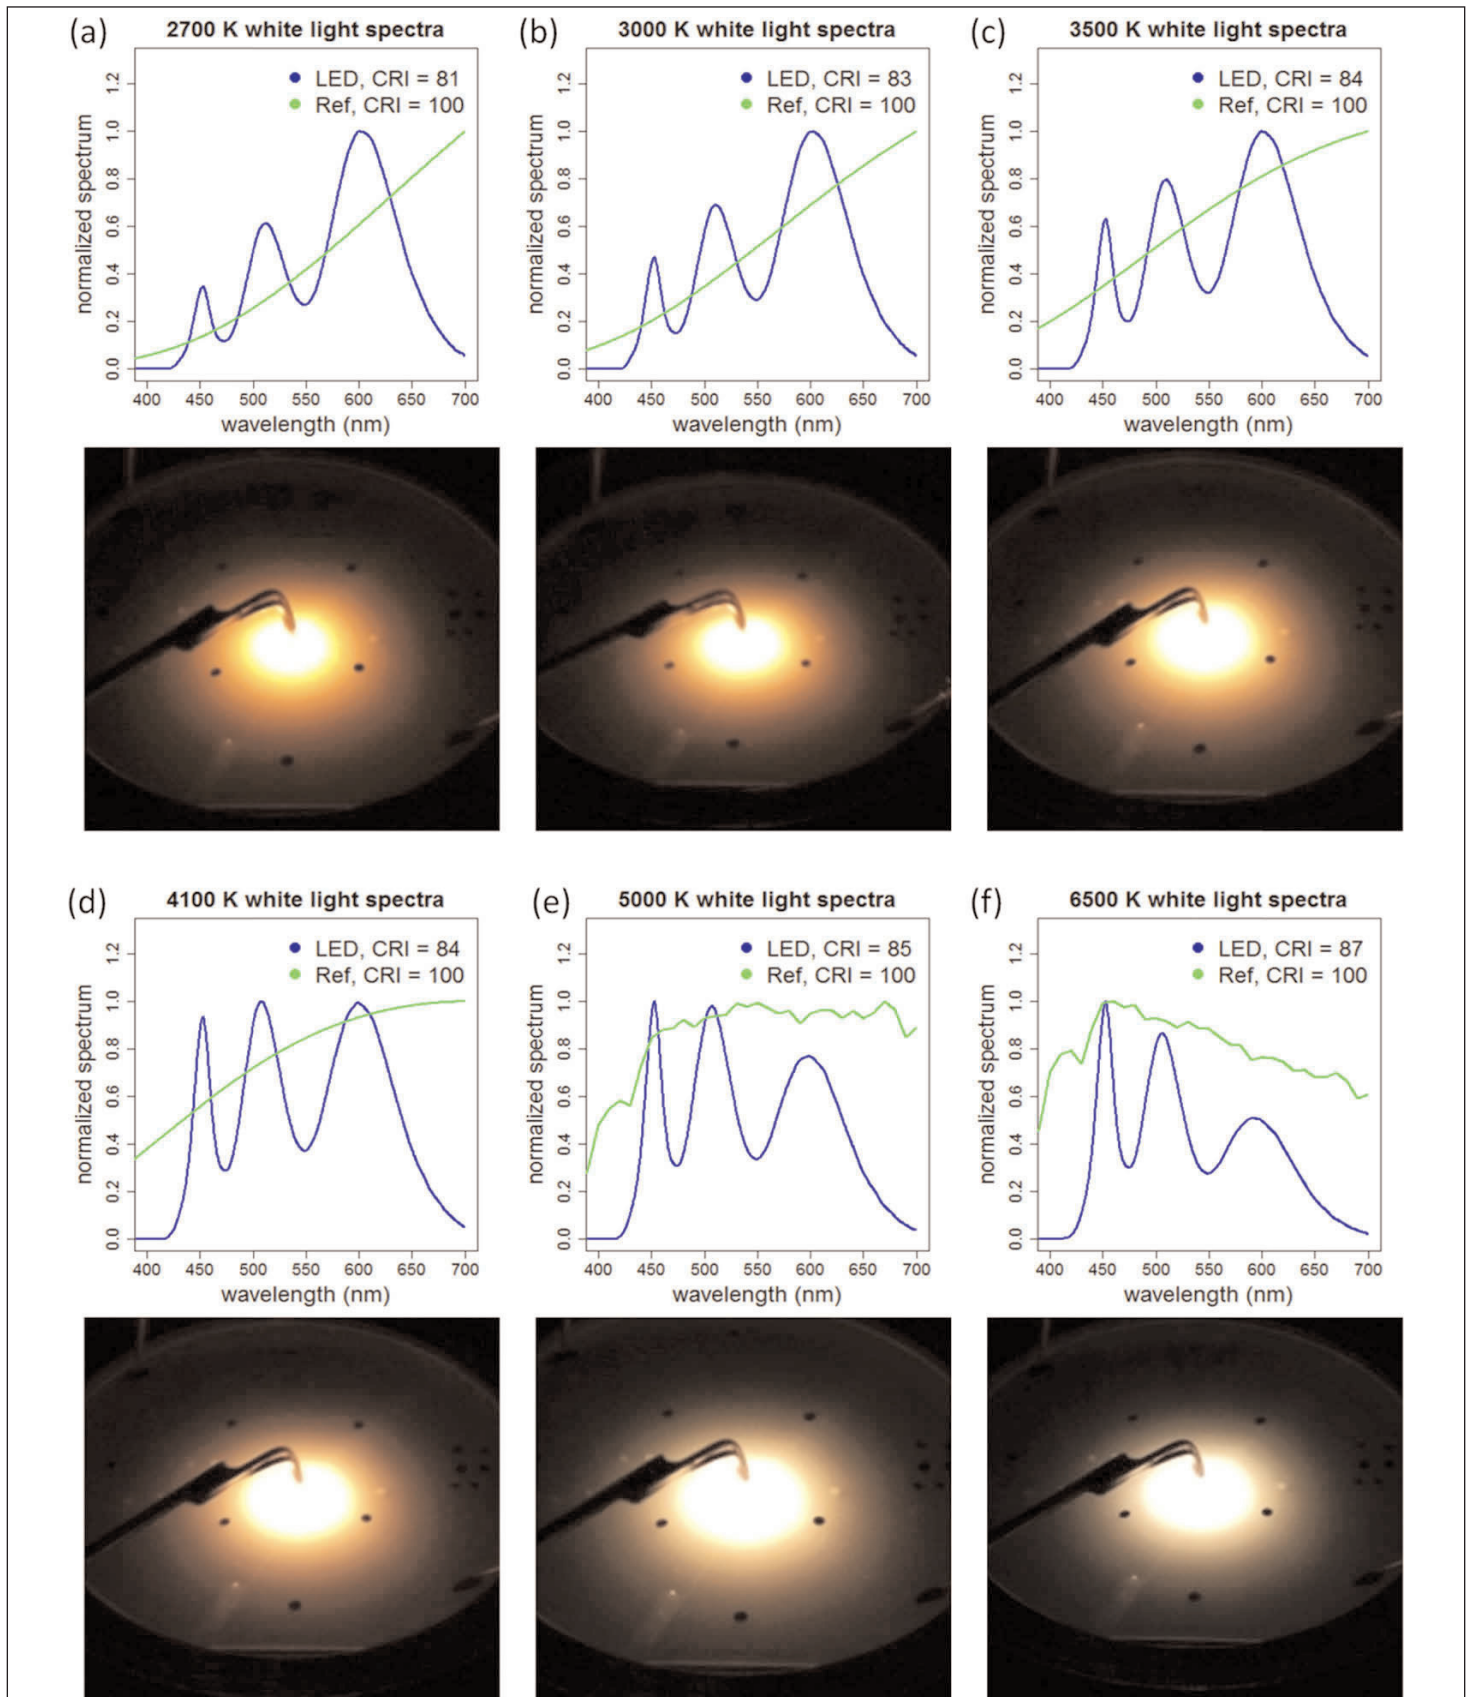 (a) 2700 K white light spectra
LED, CRI = 81
Ref, CRI = 100
normalized spectrum
1.2
1.0
0.8
0.6
0.4
0.2
0.0
400 450 500 550 600 650 700
wavelength (nm)
(b) 3000 K white light spectra
LED, CRI = 83
Ref, CRI = 100
normalized spectrum
1.2
1.0
0.8
0.6
0.4
0.2
0.0
400 450 500 550 600 650 700
wavelength (nm)
(c) 3500 K white light spectra
LED, CRI = 84
Ref, CRI = 100
normalized spectrum
1.2
1.0
0.8
0.6
0.4
0.2
0.0
400 450 500 550 600 650 700
wavelength (nm)
(d) 4100 K white light spectra
LED, CRI = 84
Ref, CRI = 100
normalized spectrum
1.2
1.0
0.8
0.6
0.4
0.2
0.0
400 450 500 550 600 650 700
wavelength (nm)
(e) 5000 K white light spectra
LED, CRI = 85
Ref, CRI = 100
normalized spectrum
1.2
1.0
0.8
0.6
0.4
0.2
0.0
400 450 500 550 600 650 700
wavelength (nm)
(f) 6500 K white light spectra
LED, CRI = 87
Ref, CRI = 100
normalized spectrum
1.2
1.0
0.8
0.6
0.4
0.2
0.0
400 450 500 550 600 650 700
wavelength (nm)